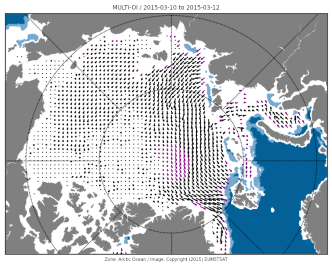 MULTI-OI / 2015-03-10 to 2015-03-12
Zone: Arctic Ocean / Image: Copyright (2015) EUMETSAT